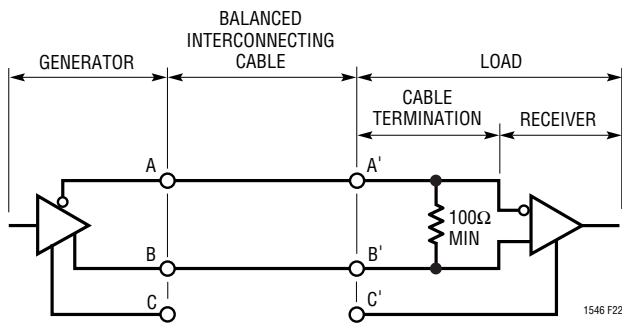 BALANCED
INTERCONNECTING
CABLE
GENERATOR
LOAD
CABLE
TERMINATION
RECEIVER
A
A'
100Ω
MIN
B
B'
C
C'
1546 F22